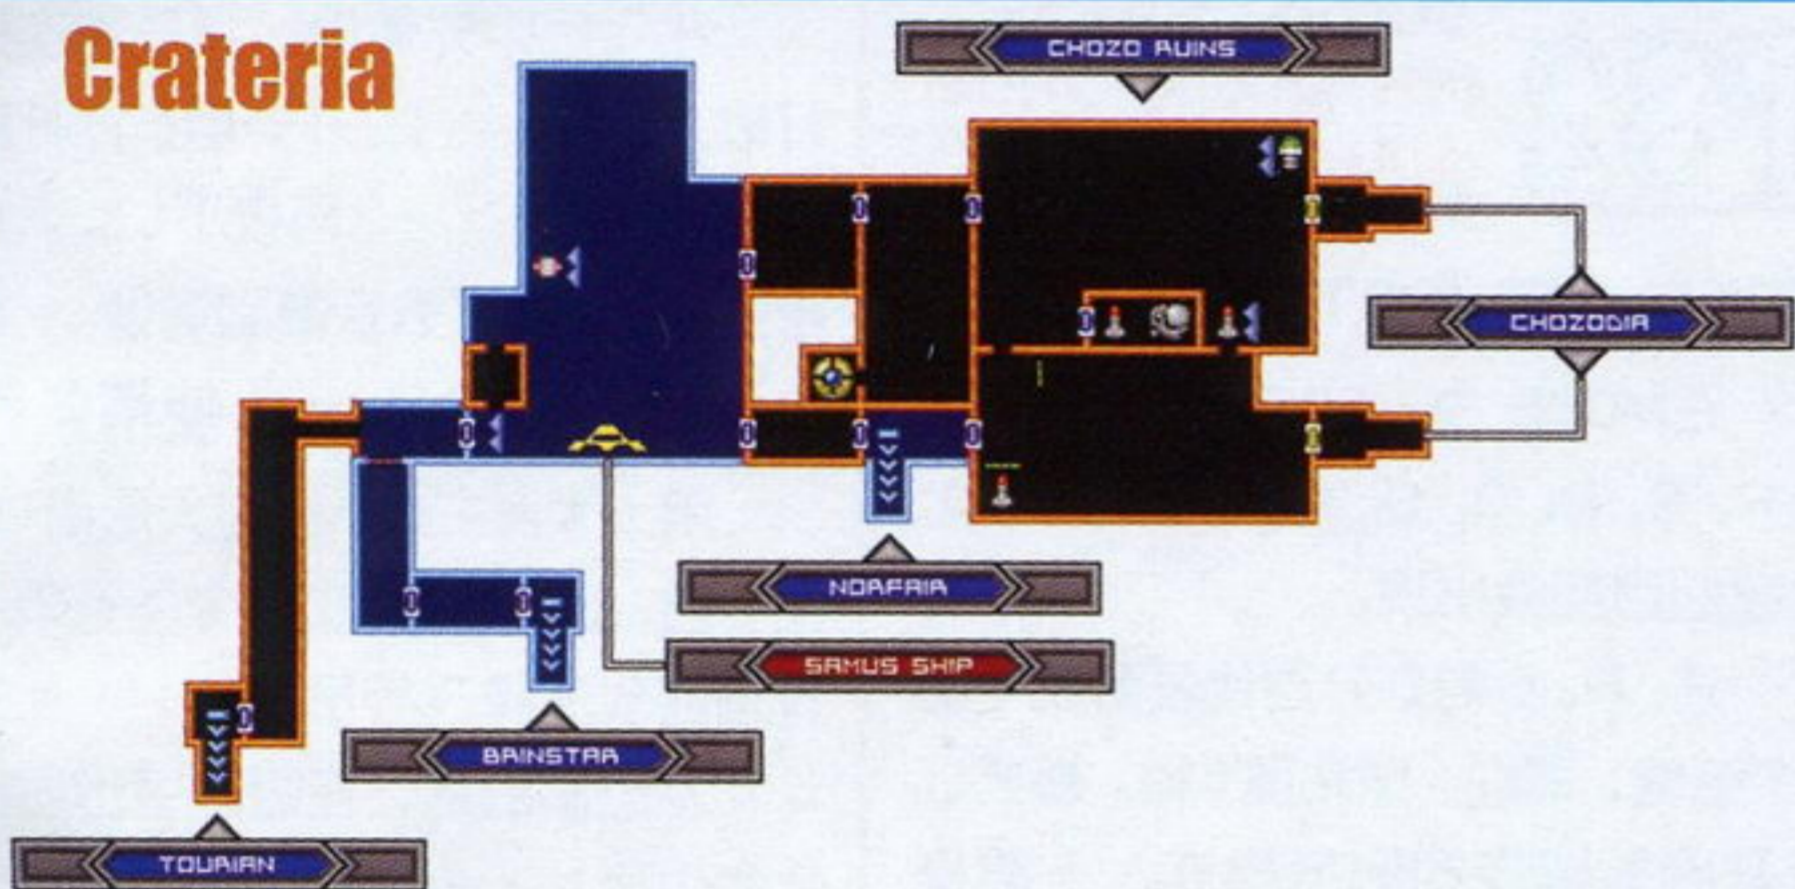 Crateria
CHOZO RUINS
CHOZODIA
NORFAIR
SAMUS SHIP
BRINSTAR
TOURIAN